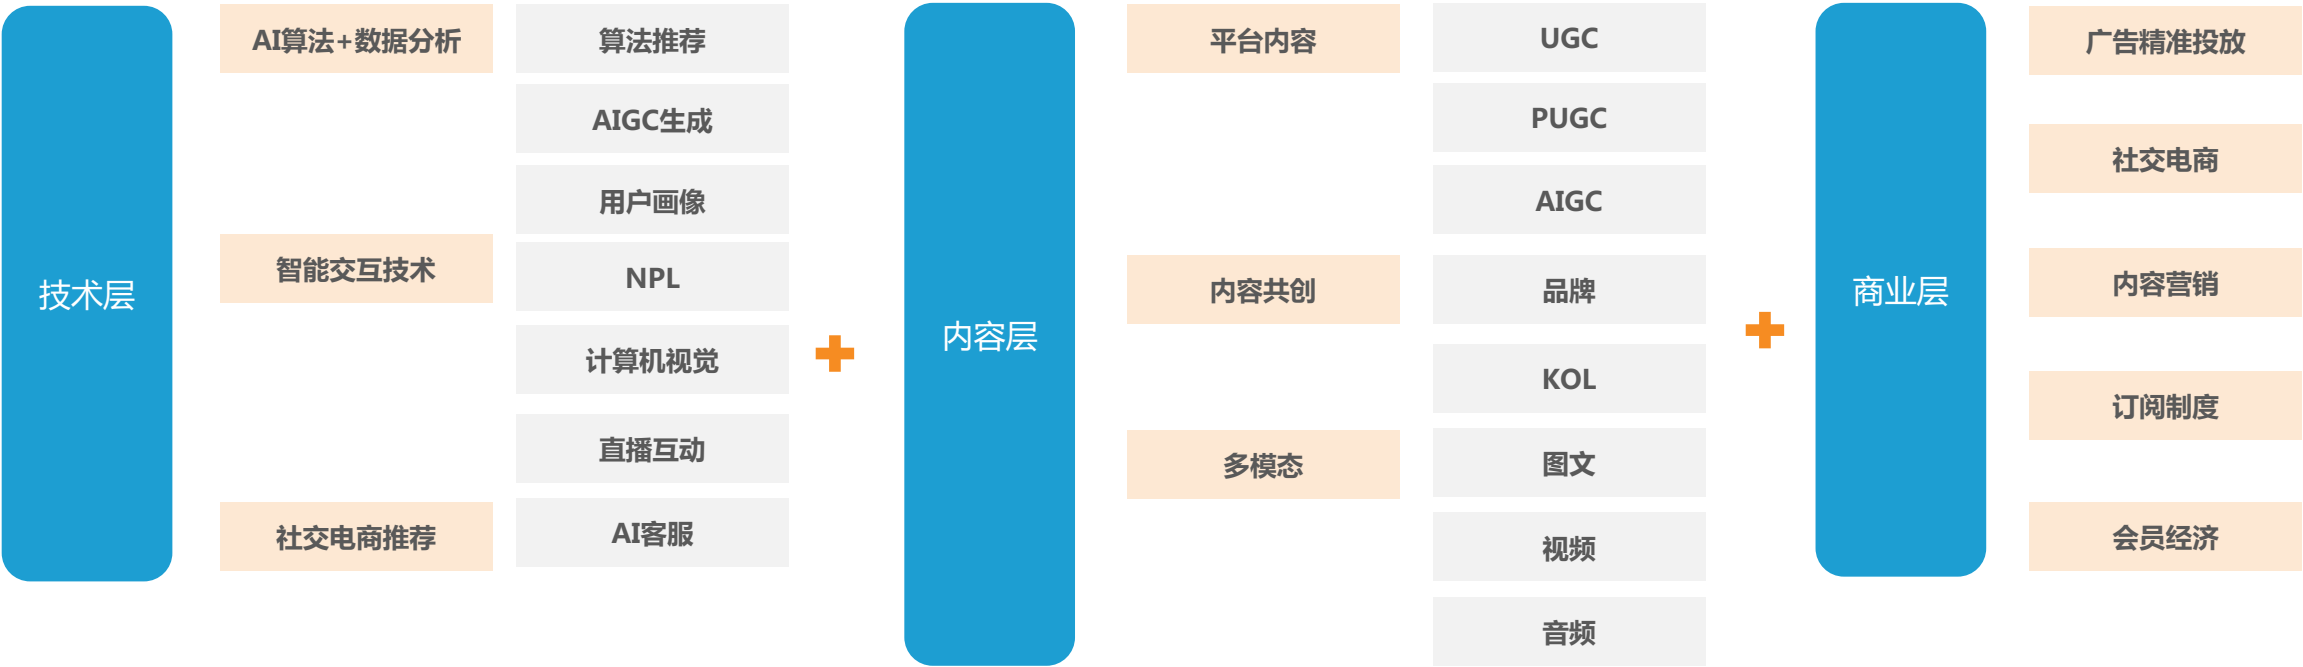 技术层
AI算法+数据分析
算法推荐
AIGC生成
用户画像
智能交互技术
NPL
计算机视觉
直播互动
社交电商推荐
AI客服
内容层
平台内容
UGC
PUGC
AIGC
内容共创
品牌
KOL
多模态
图文
视频
音频
商业层
广告精准投放
社交电商
内容营销
订阅制度
会员经济